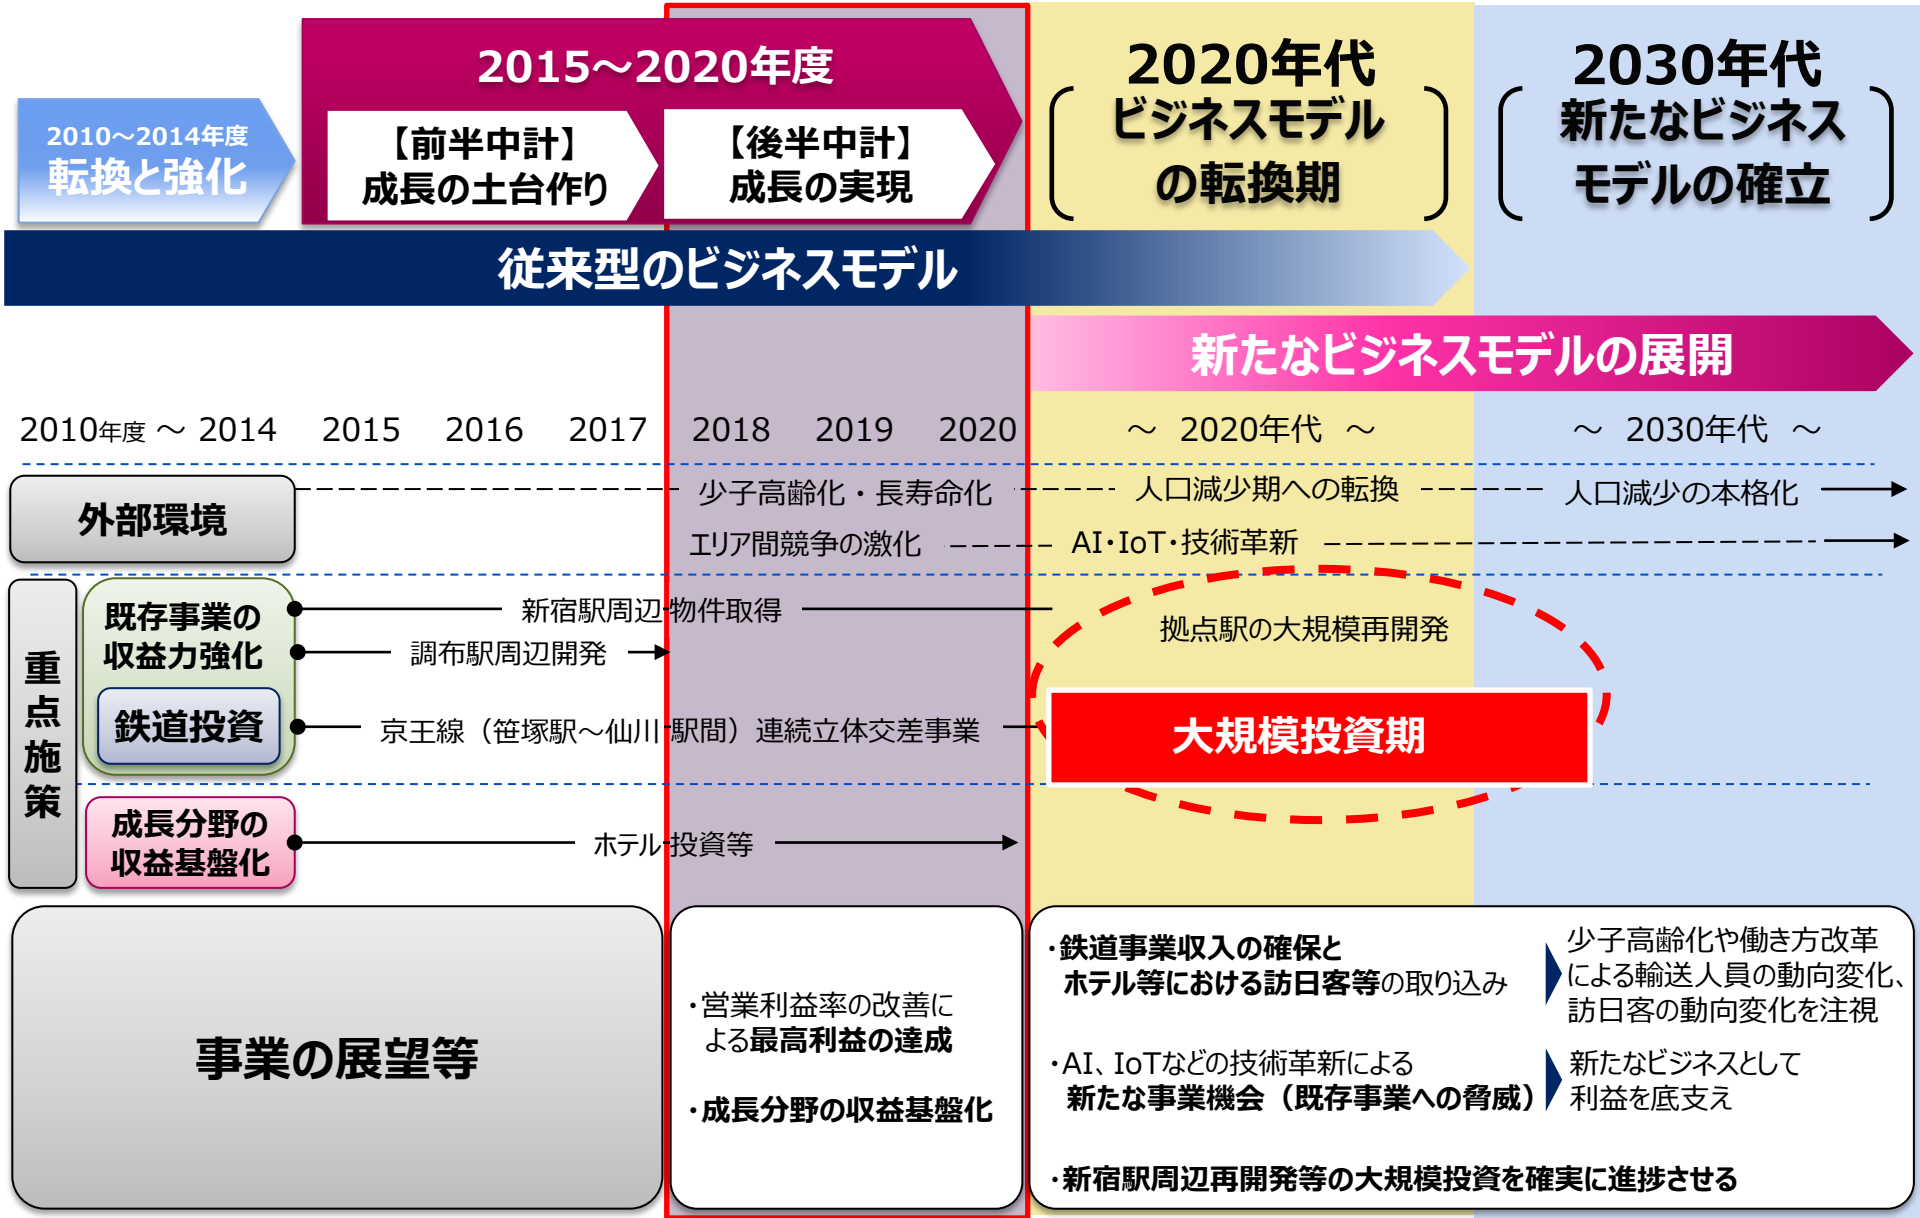 2010～2014年度
転換と強化
2015～2020年度
【前半中計】
成長の土台作り
【後半中計】
成長の実現
2020年代
ビジネスモデル
の転換期
2030年代
新たなビジネス
モデルの確立
従来型のビジネスモデル
新たなビジネスモデルの展開
2010年度 ～ 2014 2015 2016 2017 2018 2019 2020 ～ 2020年代 ～ ～ 2030年代 ～
外部環境
少子高齢化・長寿命化 人口減少期への転換 人口減少の本格化
エリア間競争の激化 AI・IoT・技術革新
重点施策
既存事業の
収益力強化
鉄道投資
新宿駅周辺 物件取得
調布駅周辺開発
京王線（笹塚駅～仙川 駅間）連続立体交差事業
拠点駅の大規模再開発
大規模投資期
成長分野の
収益基盤化
ホテル 投資等
事業の展望等
・営業利益率の改善に
よる最高利益の達成
・成長分野の収益基盤化
・鉄道事業収入の確保と
ホテル等における訪日客等の取り込み
少子高齢化や働き方改革
による輸送人員の動向変化、
訪日客の動向変化を注視
・AI、IoTなどの技術革新による
新たな事業機会（既存事業への脅威）
新たなビジネスとして
利益を底支え
・新宿駅周辺再開発等の大規模投資を確実に進捗させる